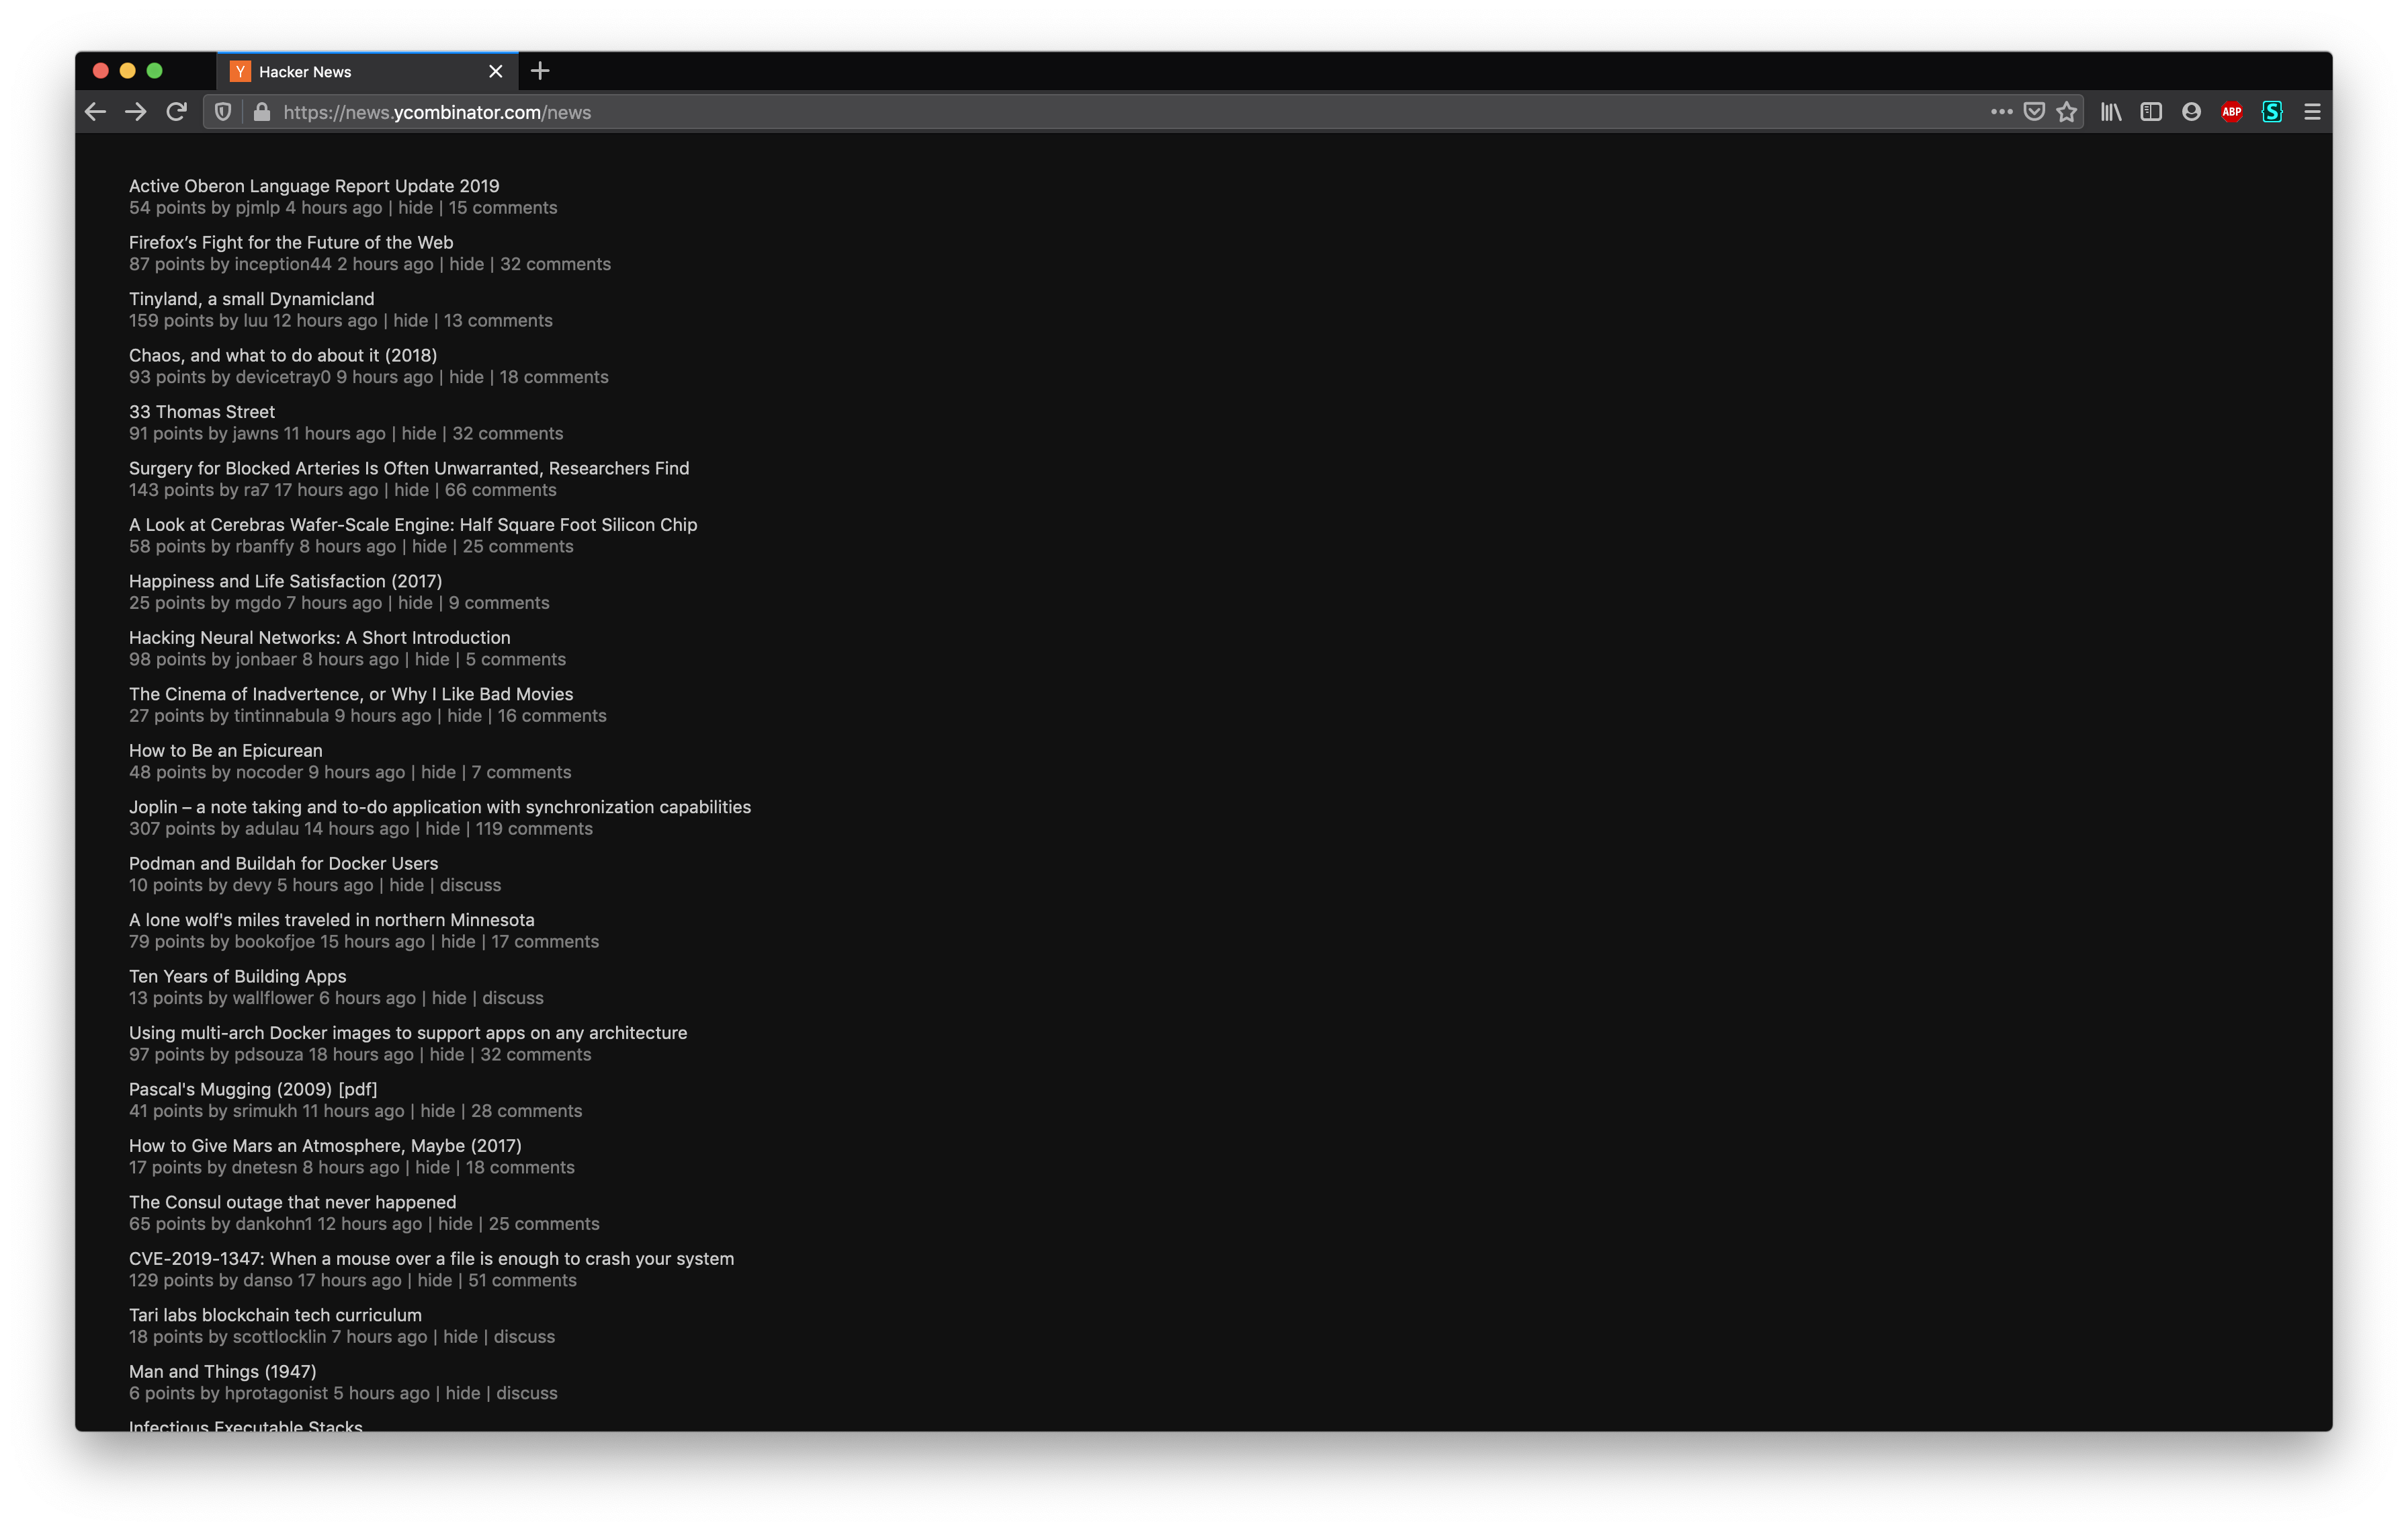 Y Hacker News
https://news.ycombinator.com/news
ABP
S
Active Oberon Language Report Update 2019
54 points by pjmlp 4 hours ago | hide | 15 comments
Firefox’s Fight for the Future of the Web
87 points by inception44 2 hours ago | hide | 32 comments
Tinyland, a small Dynamicland
159 points by luu 12 hours ago | hide | 13 comments
Chaos, and what to do about it (2018)
93 points by devicetray0 9 hours ago | hide | 18 comments
33 Thomas Street
91 points by jawns 11 hours ago | hide | 32 comments
Surgery for Blocked Arteries Is Often Unwarranted, Researchers Find
143 points by ra7 17 hours ago | hide | 66 comments
A Look at Cerebras Wafer-Scale Engine: Half Square Foot Silicon Chip
58 points by rbanffy 8 hours ago | hide | 25 comments
Happiness and Life Satisfaction (2017)
25 points by mgdo 7 hours ago | hide | 9 comments
Hacking Neural Networks: A Short Introduction
98 points by jonbaer 8 hours ago | hide | 5 comments
The Cinema of Inadvertence, or Why I Like Bad Movies
27 points by tintinnabula 9 hours ago | hide | 16 comments
How to Be an Epicurean
48 points by nocoder 9 hours ago | hide | 7 comments
Joplin – a note taking and to-do application with synchronization capabilities
307 points by adulau 14 hours ago | hide | 119 comments
Podman and Buildah for Docker Users
10 points by devy 5 hours ago | hide | discuss
A lone wolf's miles traveled in northern Minnesota
79 points by bookofjoe 15 hours ago | hide | 17 comments
Ten Years of Building Apps
13 points by wallflower 6 hours ago | hide | discuss
Using multi-arch Docker images to support apps on any architecture
97 points by pdsouza 18 hours ago | hide | 32 comments
Pascal's Mugging (2009) [pdf]
41 points by srimukh 11 hours ago | hide | 28 comments
How to Give Mars an Atmosphere, Maybe (2017)
17 points by dnetesn 8 hours ago | hide | 18 comments
The Consul outage that never happened
65 points by dankohn1 12 hours ago | hide | 25 comments
CVE-2019-1347: When a mouse over a file is enough to crash your system
129 points by danso 17 hours ago | hide | 51 comments
Tari labs blockchain tech curriculum
18 points by scottlocklin 7 hours ago | hide | discuss
Man and Things (1947)
6 points by hprotagonist 5 hours ago | hide | discuss
Infectious Executable Stacks